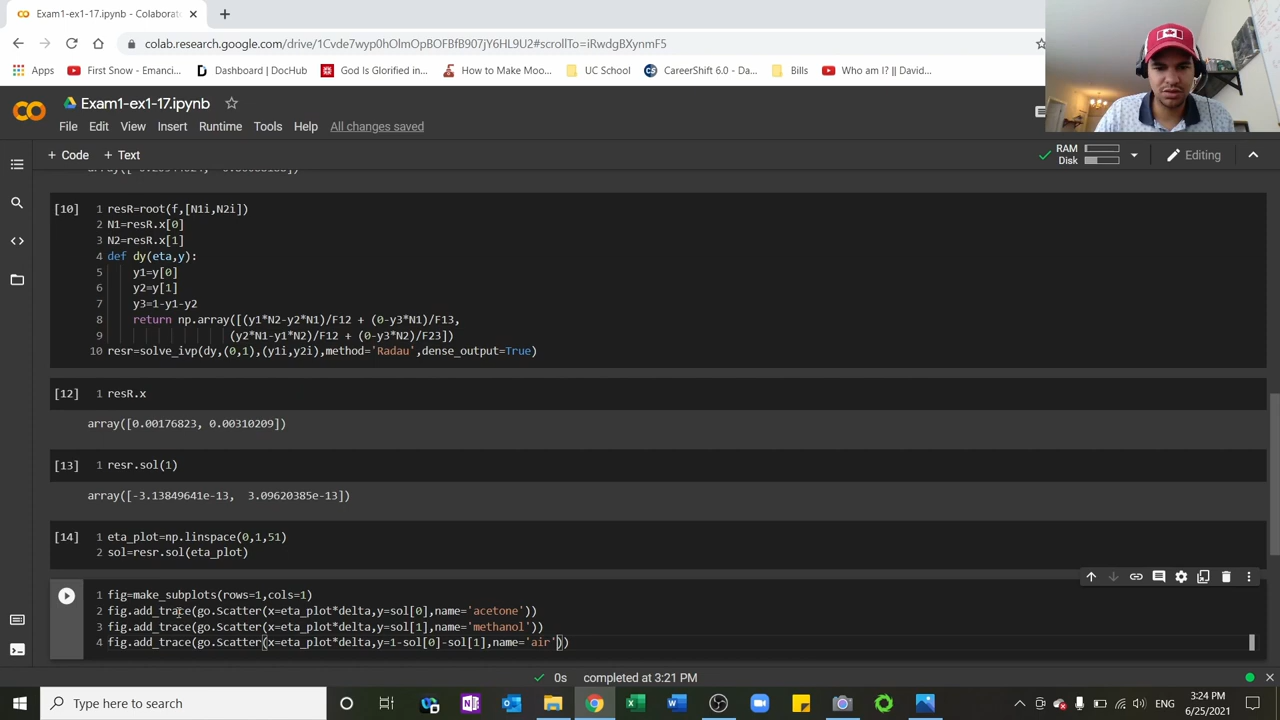 Exam1-ex1-17.ipynb - Colaborato
colab.research.google.com/drive/1Cvde7wyp0hOlmOpBOFBfB907jY6HL9U2#scrollTo=iRwdgBXynmF5
Apps First Snow - Emanci... Dashboard | DocHub God Is Glorified in... How to Make Moo... UC School CareerShift 6.0 - Da... Bills Who am I? || David...
Exam1-ex1-17.ipynb
File Edit View Insert Runtime Tools Help All changes saved
+ Code + Text
RAM
Disk
Editing
[10]
1 resR=root(f,[N1i,N2i])
2 N1=resR.x[0]
3 N2=resR.x[1]
4 def dy(eta,y):
5 y1=y[0]
6 y2=y[1]
7 y3=1-y1-y2
8 return np.array([(y1*N2-y2*N1)/F12 + (0-y3*N1)/F13,
9 (y2*N1-y1*N2)/F12 + (0-y3*N2)/F23])
10 resr=solve_ivp(dy,(0,1),(y1i,y2i),method='Radau',dense_output=True)
[12] 1 resR.x
array([0.00176823, 0.00310209])
[13] 1 resr.sol(1)
array([-3.13849641e-13, 3.09620385e-13])
[14] 1 eta_plot=np.linspace(0,1,51)
2 sol=resr.sol(eta_plot)
1 fig=make_subplots(rows=1,cols=1)
2 fig.add_trace(go.Scatter(x=eta_plot*delta,y=sol[0],name='acetone'))
3 fig.add_trace(go.Scatter(x=eta_plot*delta,y=sol[1],name='methanol'))
4 fig.add_trace(go.Scatter(x=eta_plot*delta,y=1-sol[0]-sol[1],name='air'))
0s completed at 3:21 PM
Type here to search
ENG
3:24 PM
6/25/2021